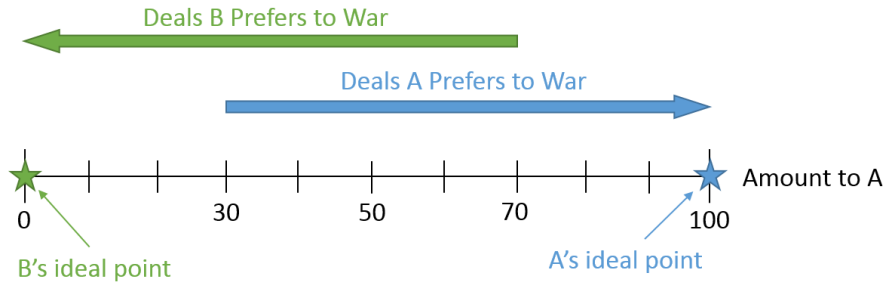 Deals B Prefers to War
Deals A Prefers to War
Amount to A
0 30 50 70 100
B's ideal point
A's ideal point